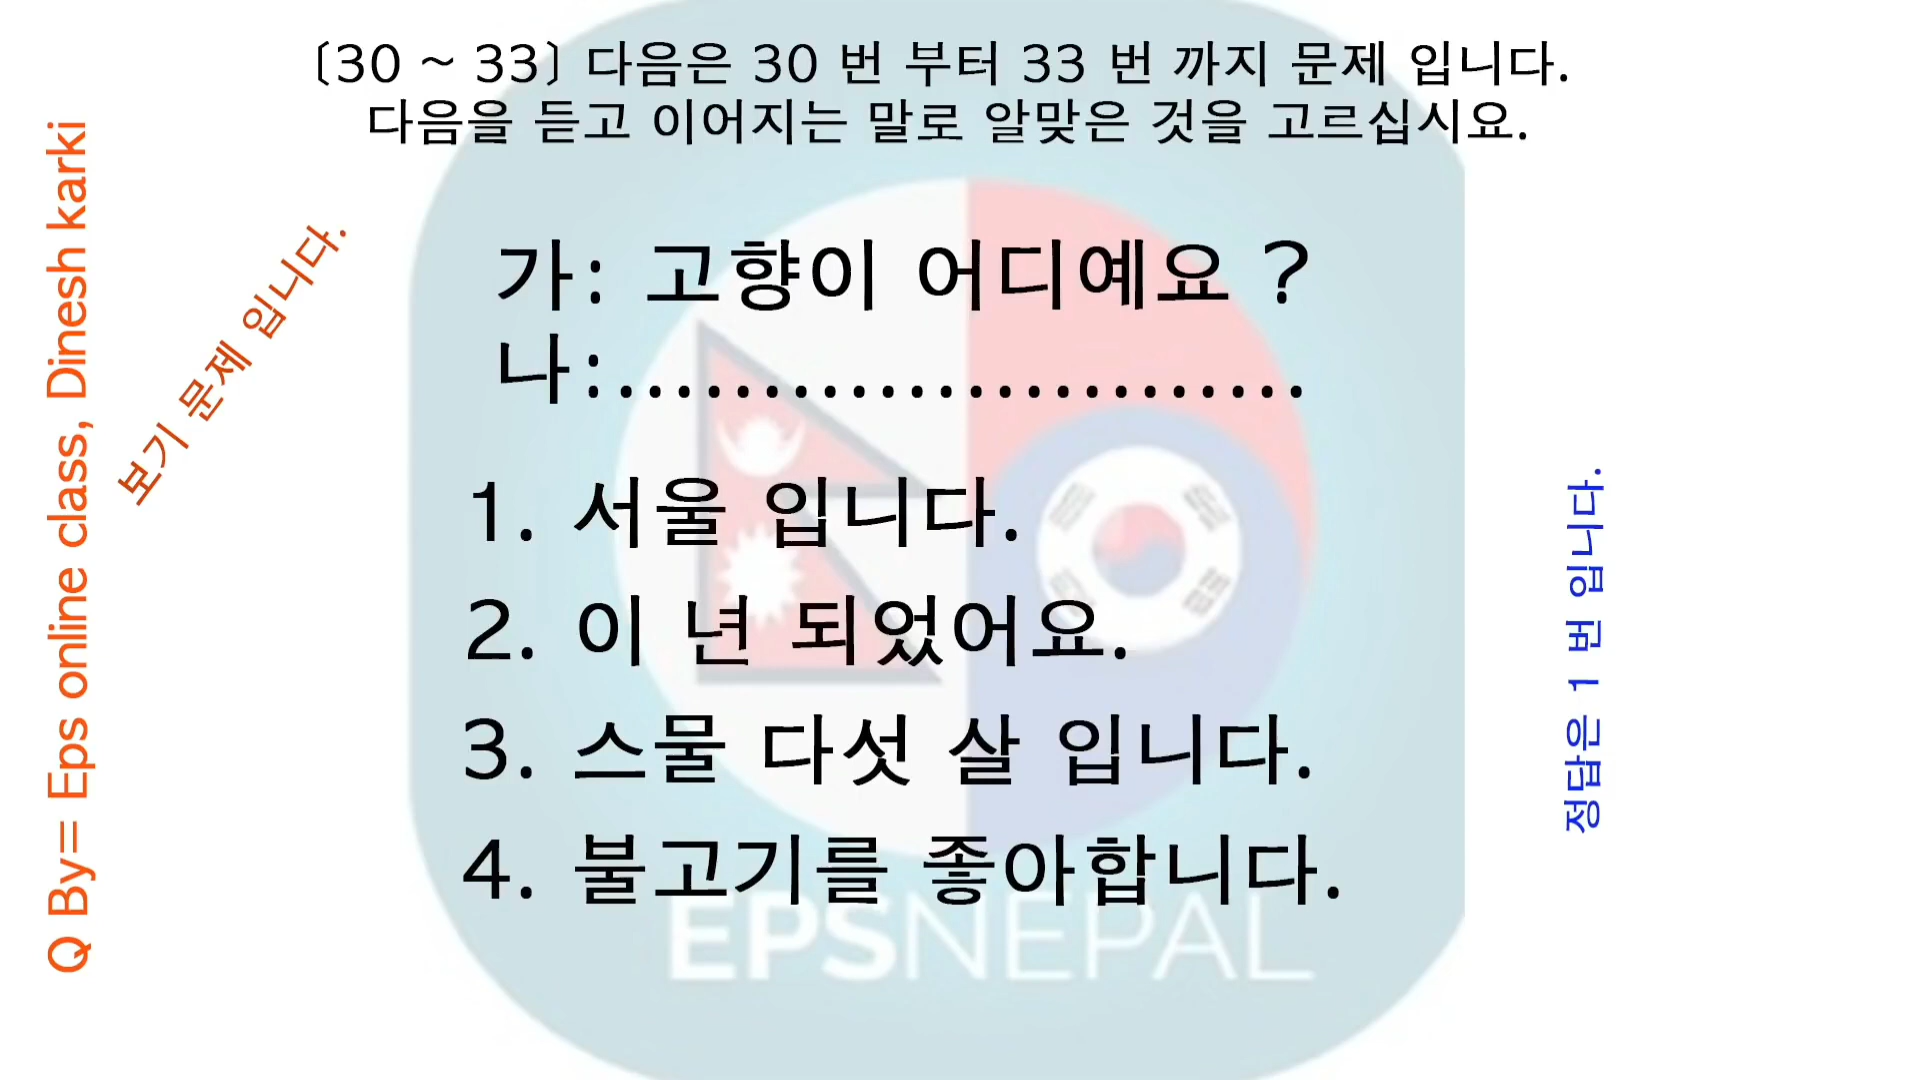 〔30 ~ 33〕 다음은 30 번 부터 33 번 까지 문제 입니다.
다음을 듣고 이어지는 말로 알맞은 것을 고르십시요.
Q By= Eps online class, Dinesh karki
보기 문제 입니다.
가: 고향이 어디예요 ?
나:........................
1. 서울 입니다.
2. 이 년 되었어요.
3. 스물 다섯 살 입니다.
4. 불고기를 좋아합니다.
정답은 1 번 입니다.
EPSNEPAL